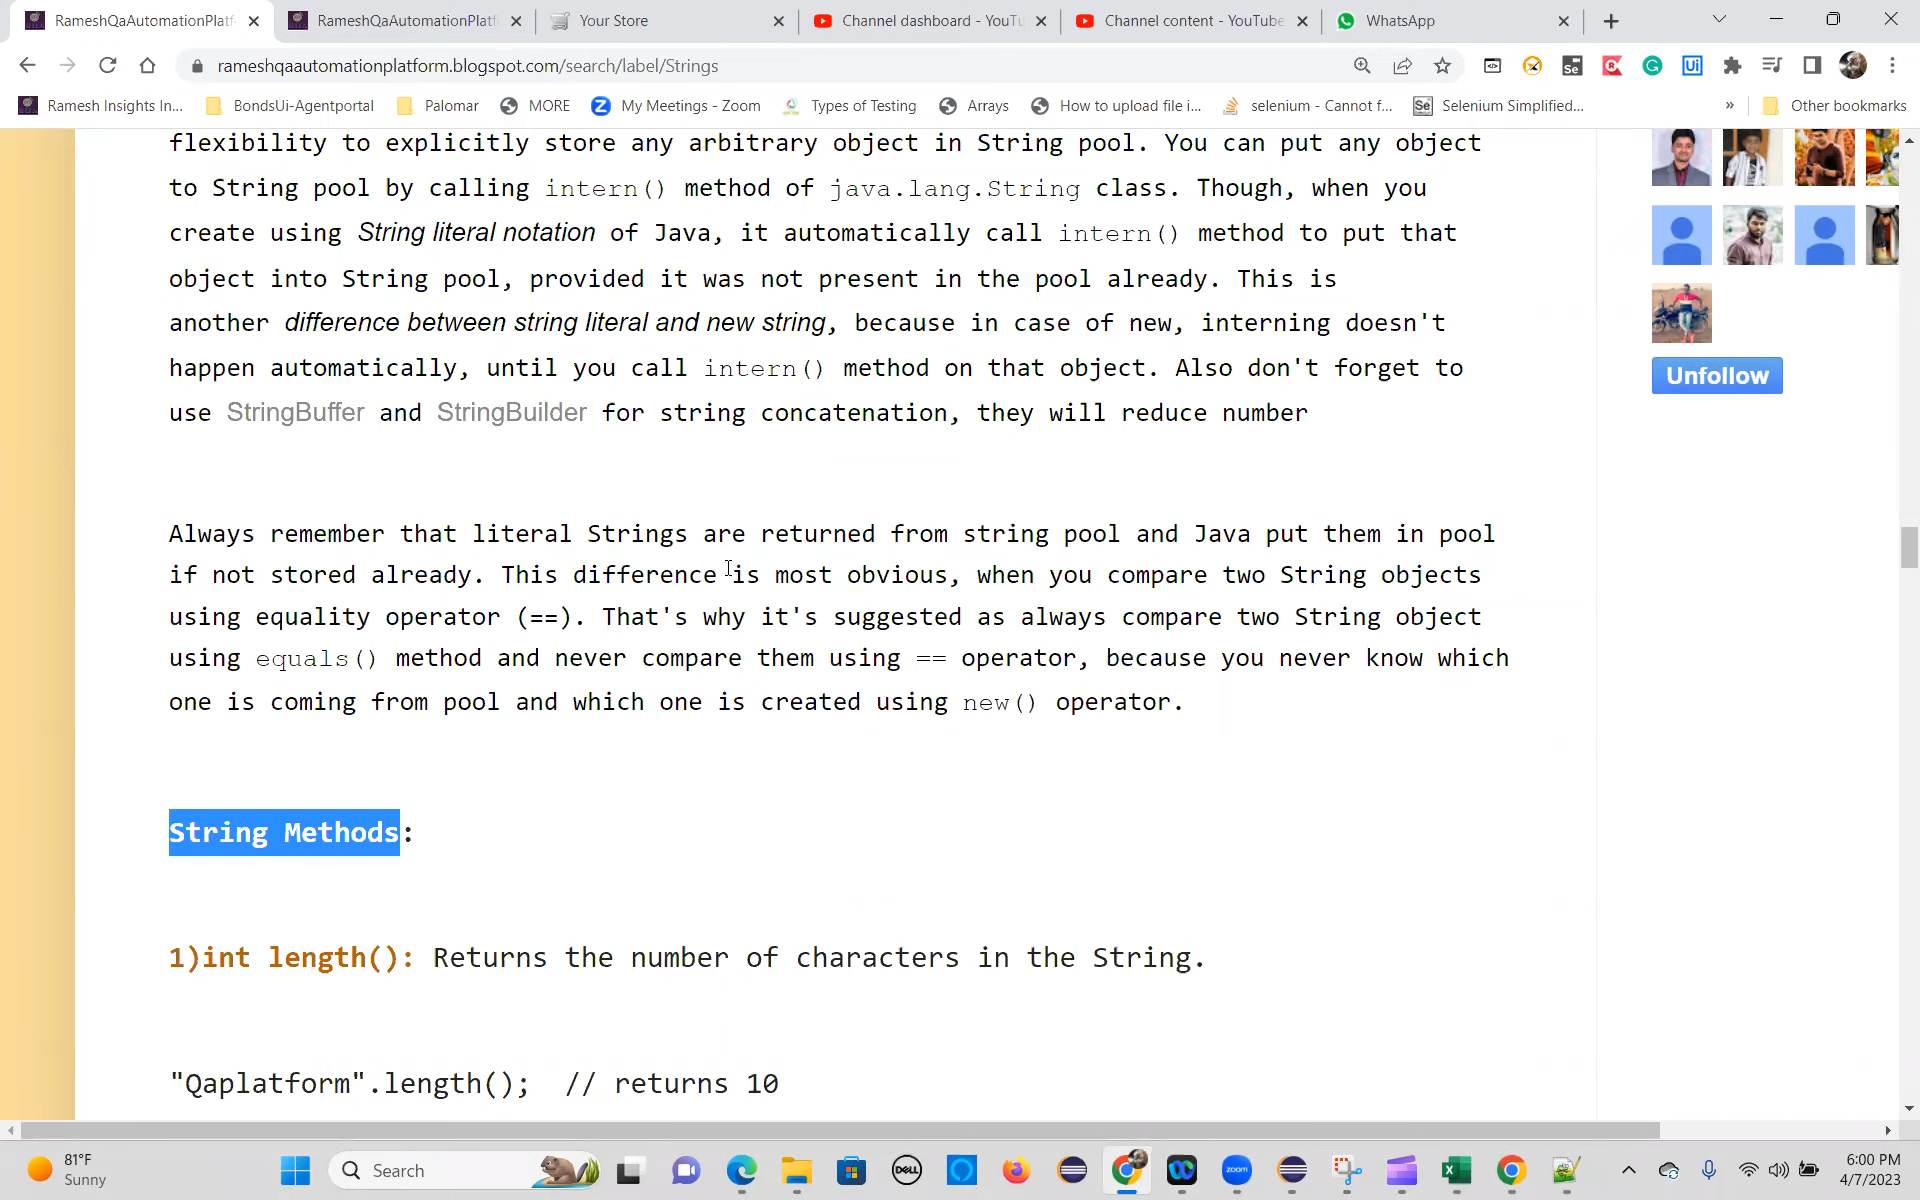 RameshQaAutomationPlatf
RameshQaAutomationPlatf
Your Store
Channel dashboard - YouTu
Channel content - YouTube
WhatsApp
rameshqaautomationplatform.blogspot.com/search/label/Strings
Ramesh Insights In...
BondsUi-Agentportal
Palomar
MORE
My Meetings - Zoom
Types of Testing
Arrays
How to upload file i...
selenium - Cannot f...
Selenium Simplified...
»
Other bookmarks
flexibility to explicitly store any arbitrary object in String pool. You can put any object
to String pool by calling intern() method of java.lang.String class. Though, when you
create using String literal notation of Java, it automatically call intern() method to put that
object into String pool, provided it was not present in the pool already. This is
another difference between string literal and new string, because in case of new, interning doesn't
happen automatically, until you call intern() method on that object. Also don't forget to
use StringBuffer and StringBuilder for string concatenation, they will reduce number
Unfollow
Always remember that literal Strings are returned from string pool and Java put them in pool
if not stored already. This difference is most obvious, when you compare two String objects
using equality operator (==). That's why it's suggested as always compare two String object
using equals() method and never compare them using == operator, because you never know which
one is coming from pool and which one is created using new() operator.
String Methods:
1)int length(): Returns the number of characters in the String.
"Qaplatform".length();  // returns 10
81°F
Sunny
Search
DELL
zoom
6:00 PM
4/7/2023